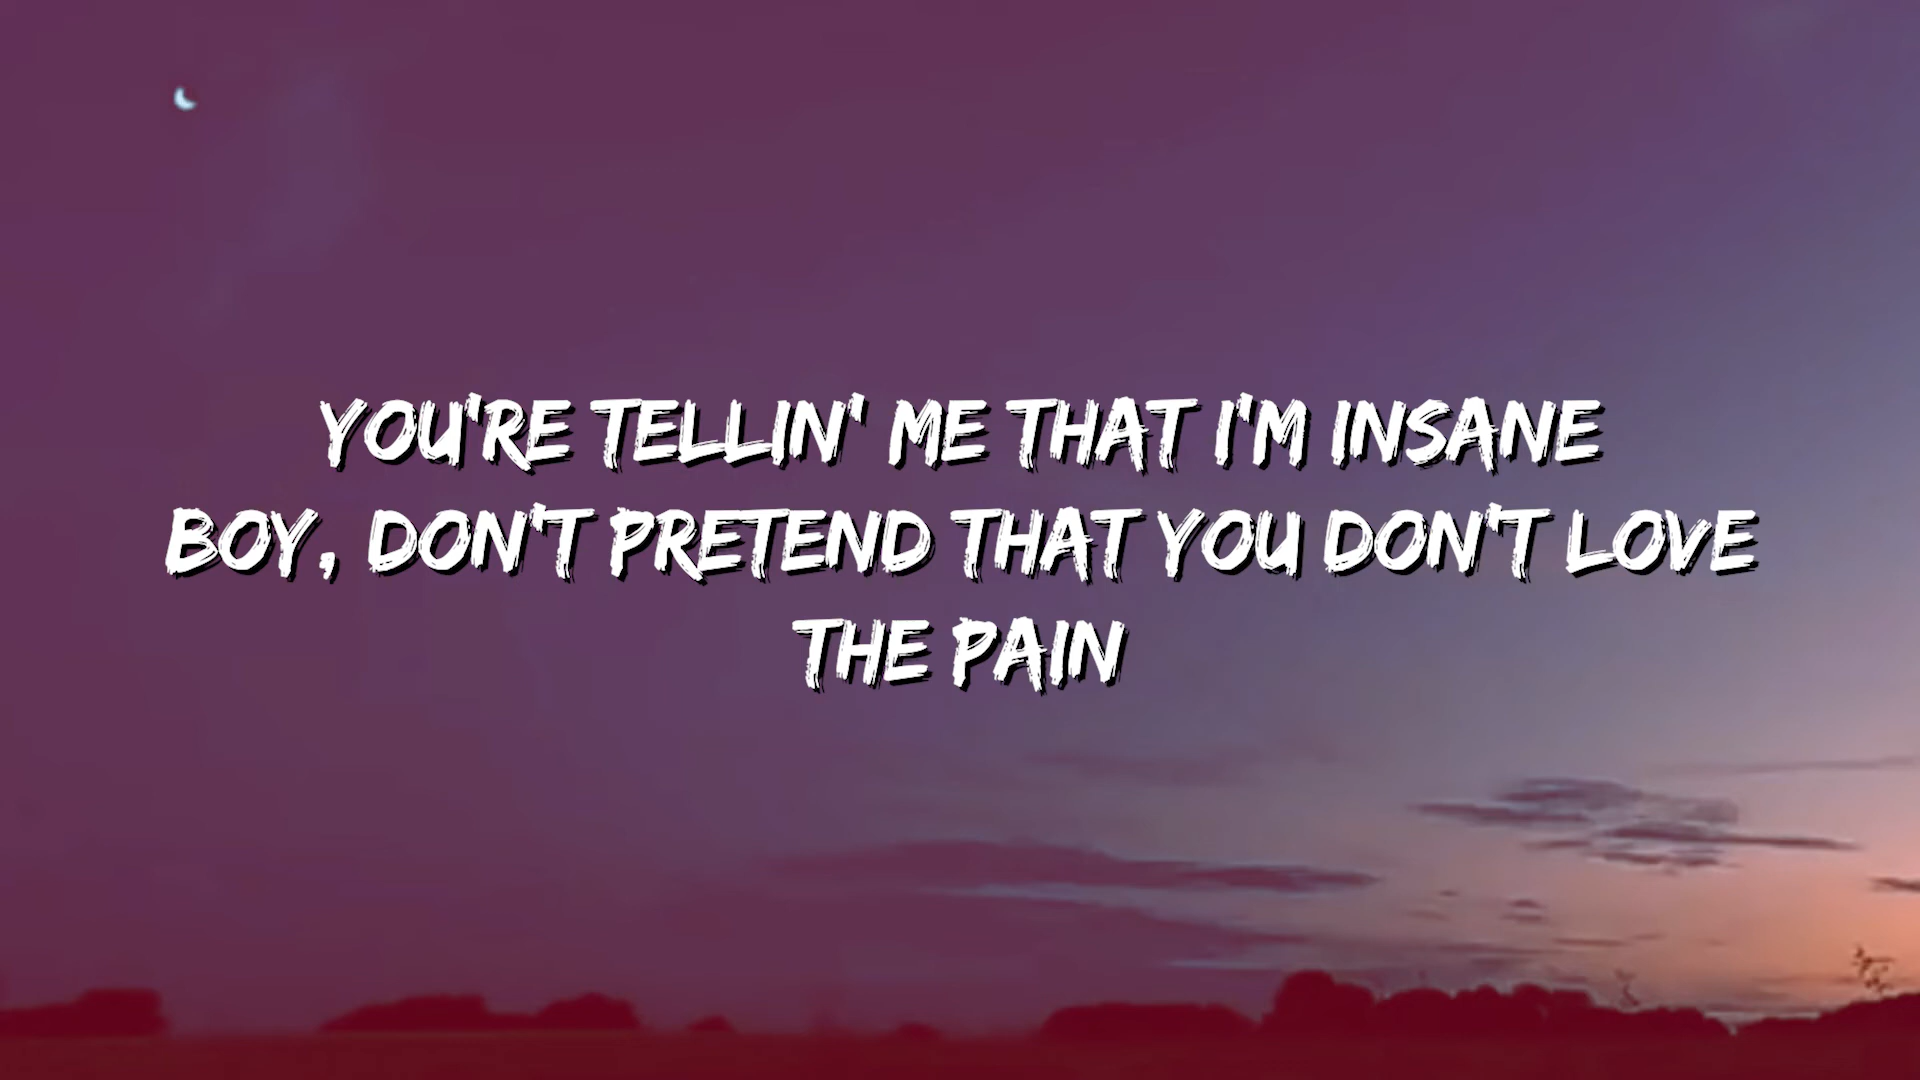 YOU'RE TELLIN' ME THAT I'M INSANE
BOY, DON'T PRETEND THAT YOU DON'T LOVE
THE PAIN